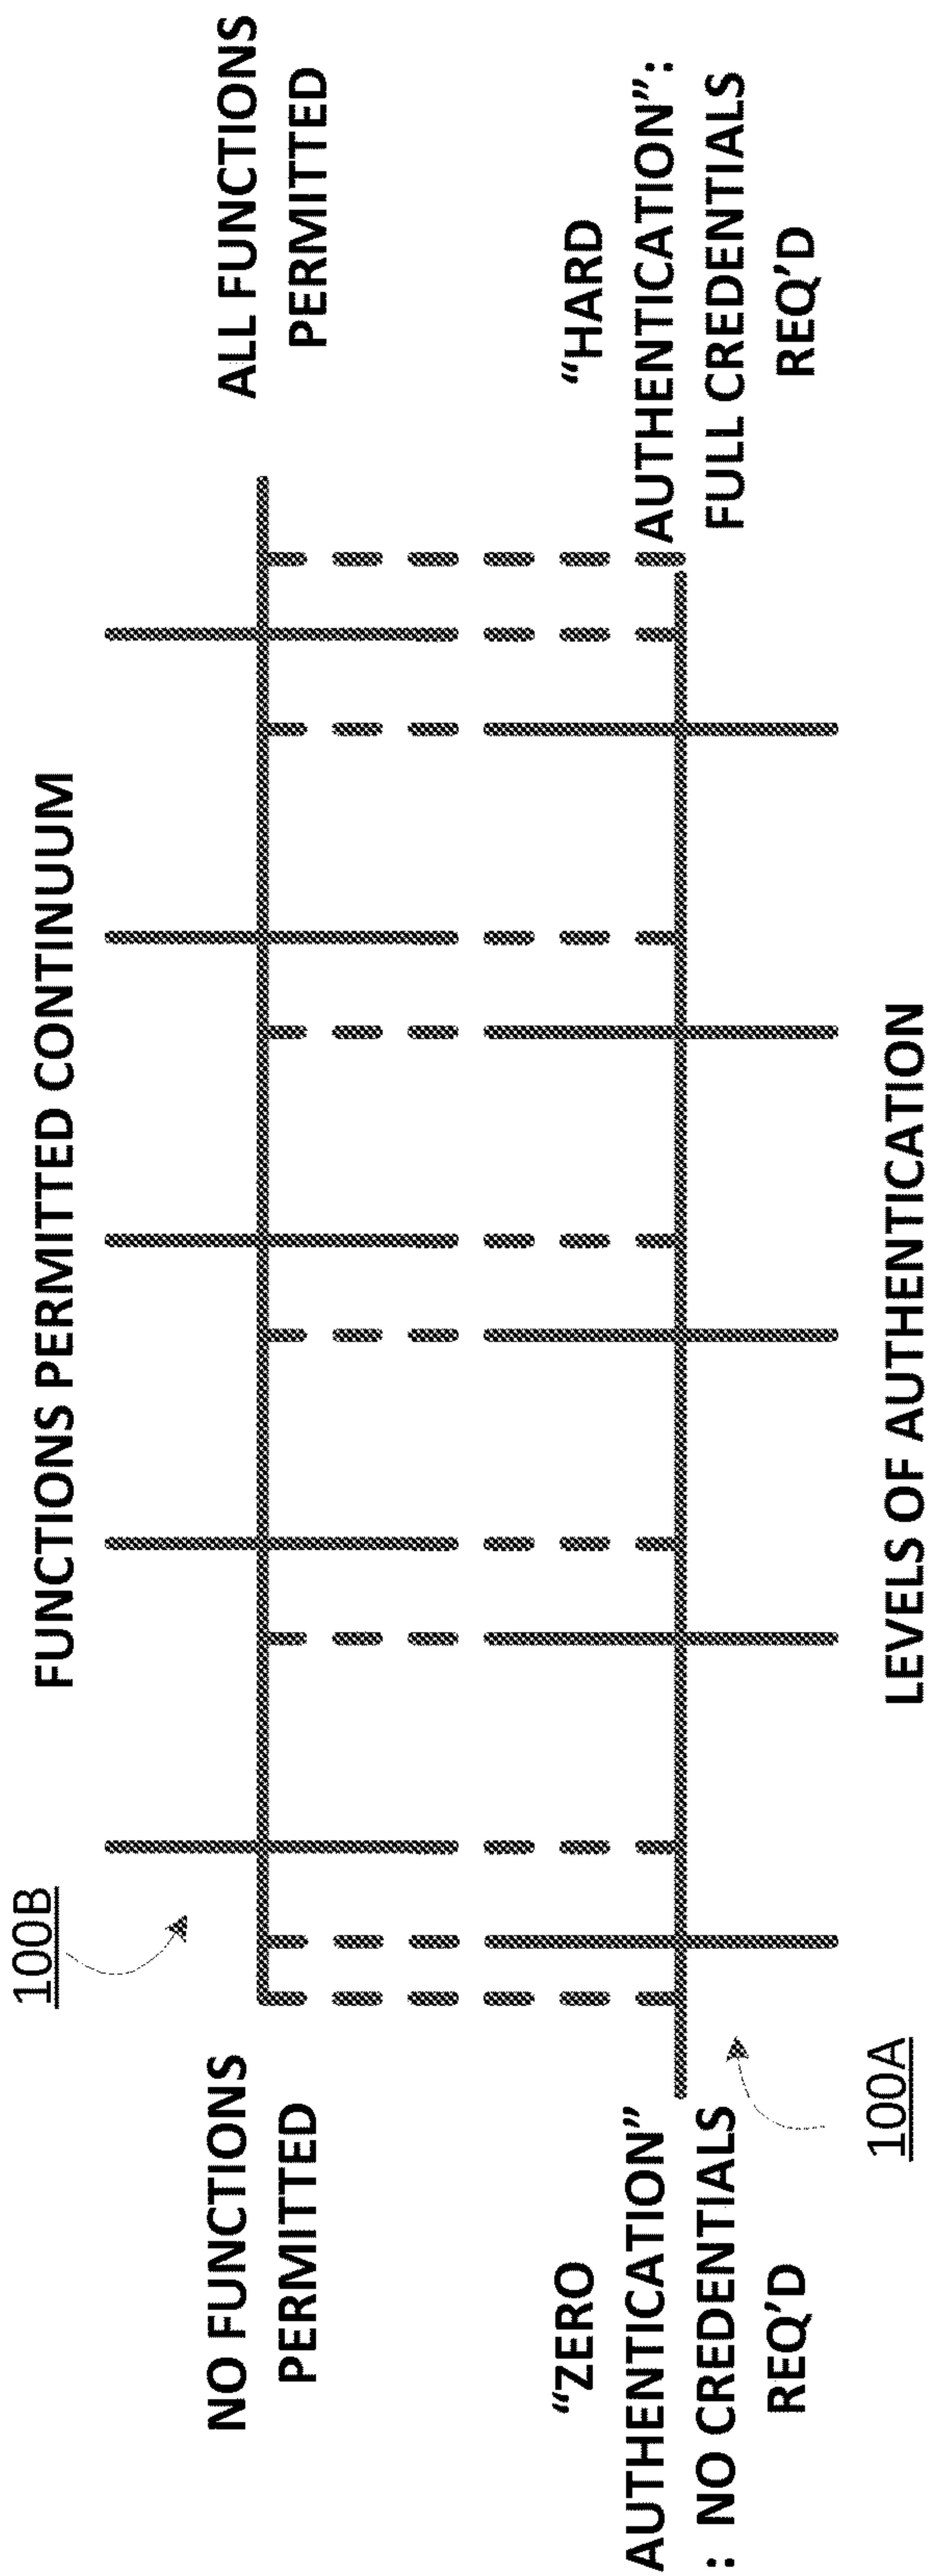 FUNCTIONS PERMITTED CONTINUUM
100B
NO FUNCTIONS
PERMITTED
ALL FUNCTIONS
PERMITTED
“ZERO
AUTHENTICATION”
: NO CREDENTIALS
REQ’D
“HARD
AUTHENTICATION”:
FULL CREDENTIALS
REQ’D
100A
LEVELS OF AUTHENTICATION